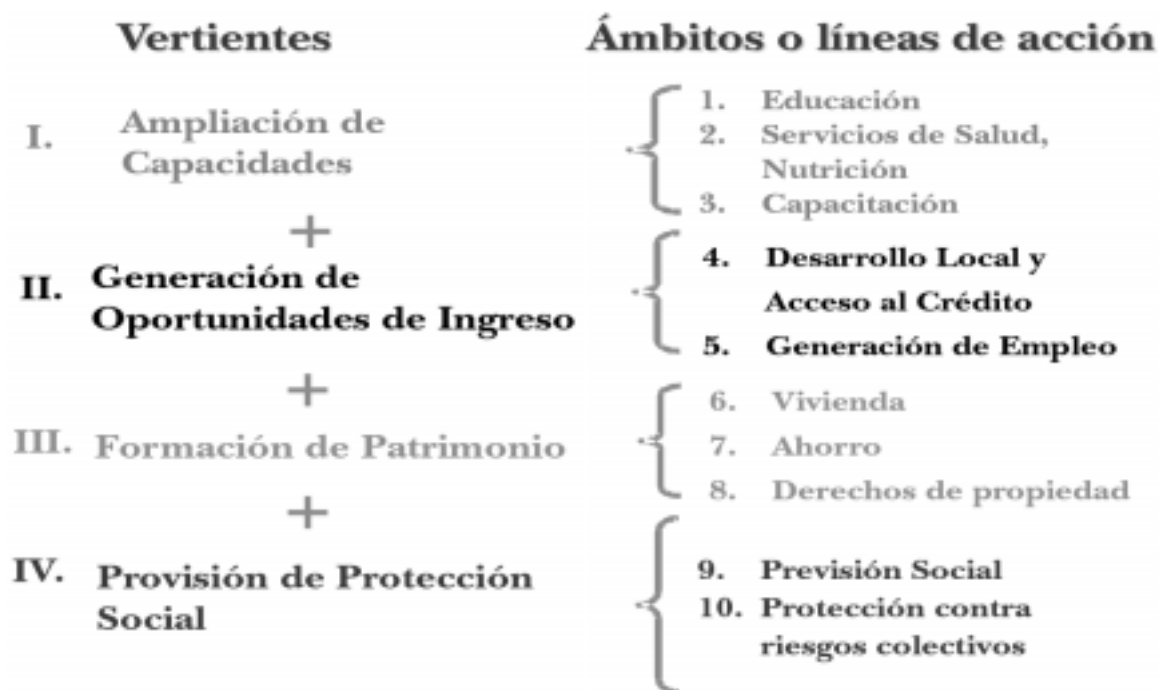 Vertientes
Ámbitos o líneas de acción
I. Ampliación de
Capacidades
1. Educación
2. Servicios de Salud,
Nutrición
3. Capacitación
+
II. Generación de
Oportunidades de Ingreso
4. Desarrollo Local y
Acceso al Crédito
5. Generación de Empleo
+
III. Formación de Patrimonio
6. Vivienda
7. Ahorro
8. Derechos de propiedad
+
IV. Provisión de Protección
Social
9. Previsión Social
10. Protección contra
riesgos colectivos